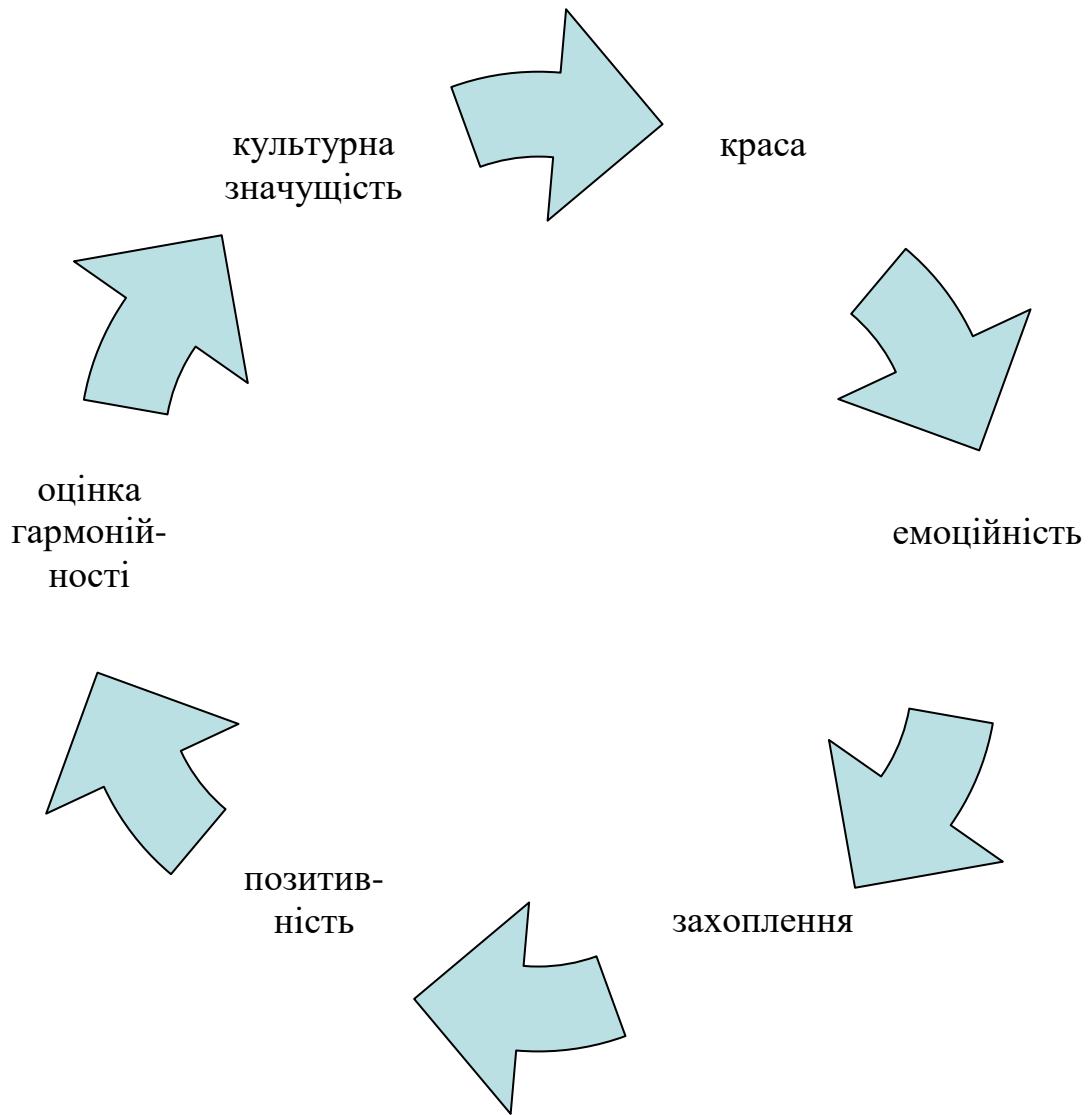 культурна
значущість
краса
емоційність
захоплення
позитив-
ність
оцінка
гармоній-
ності